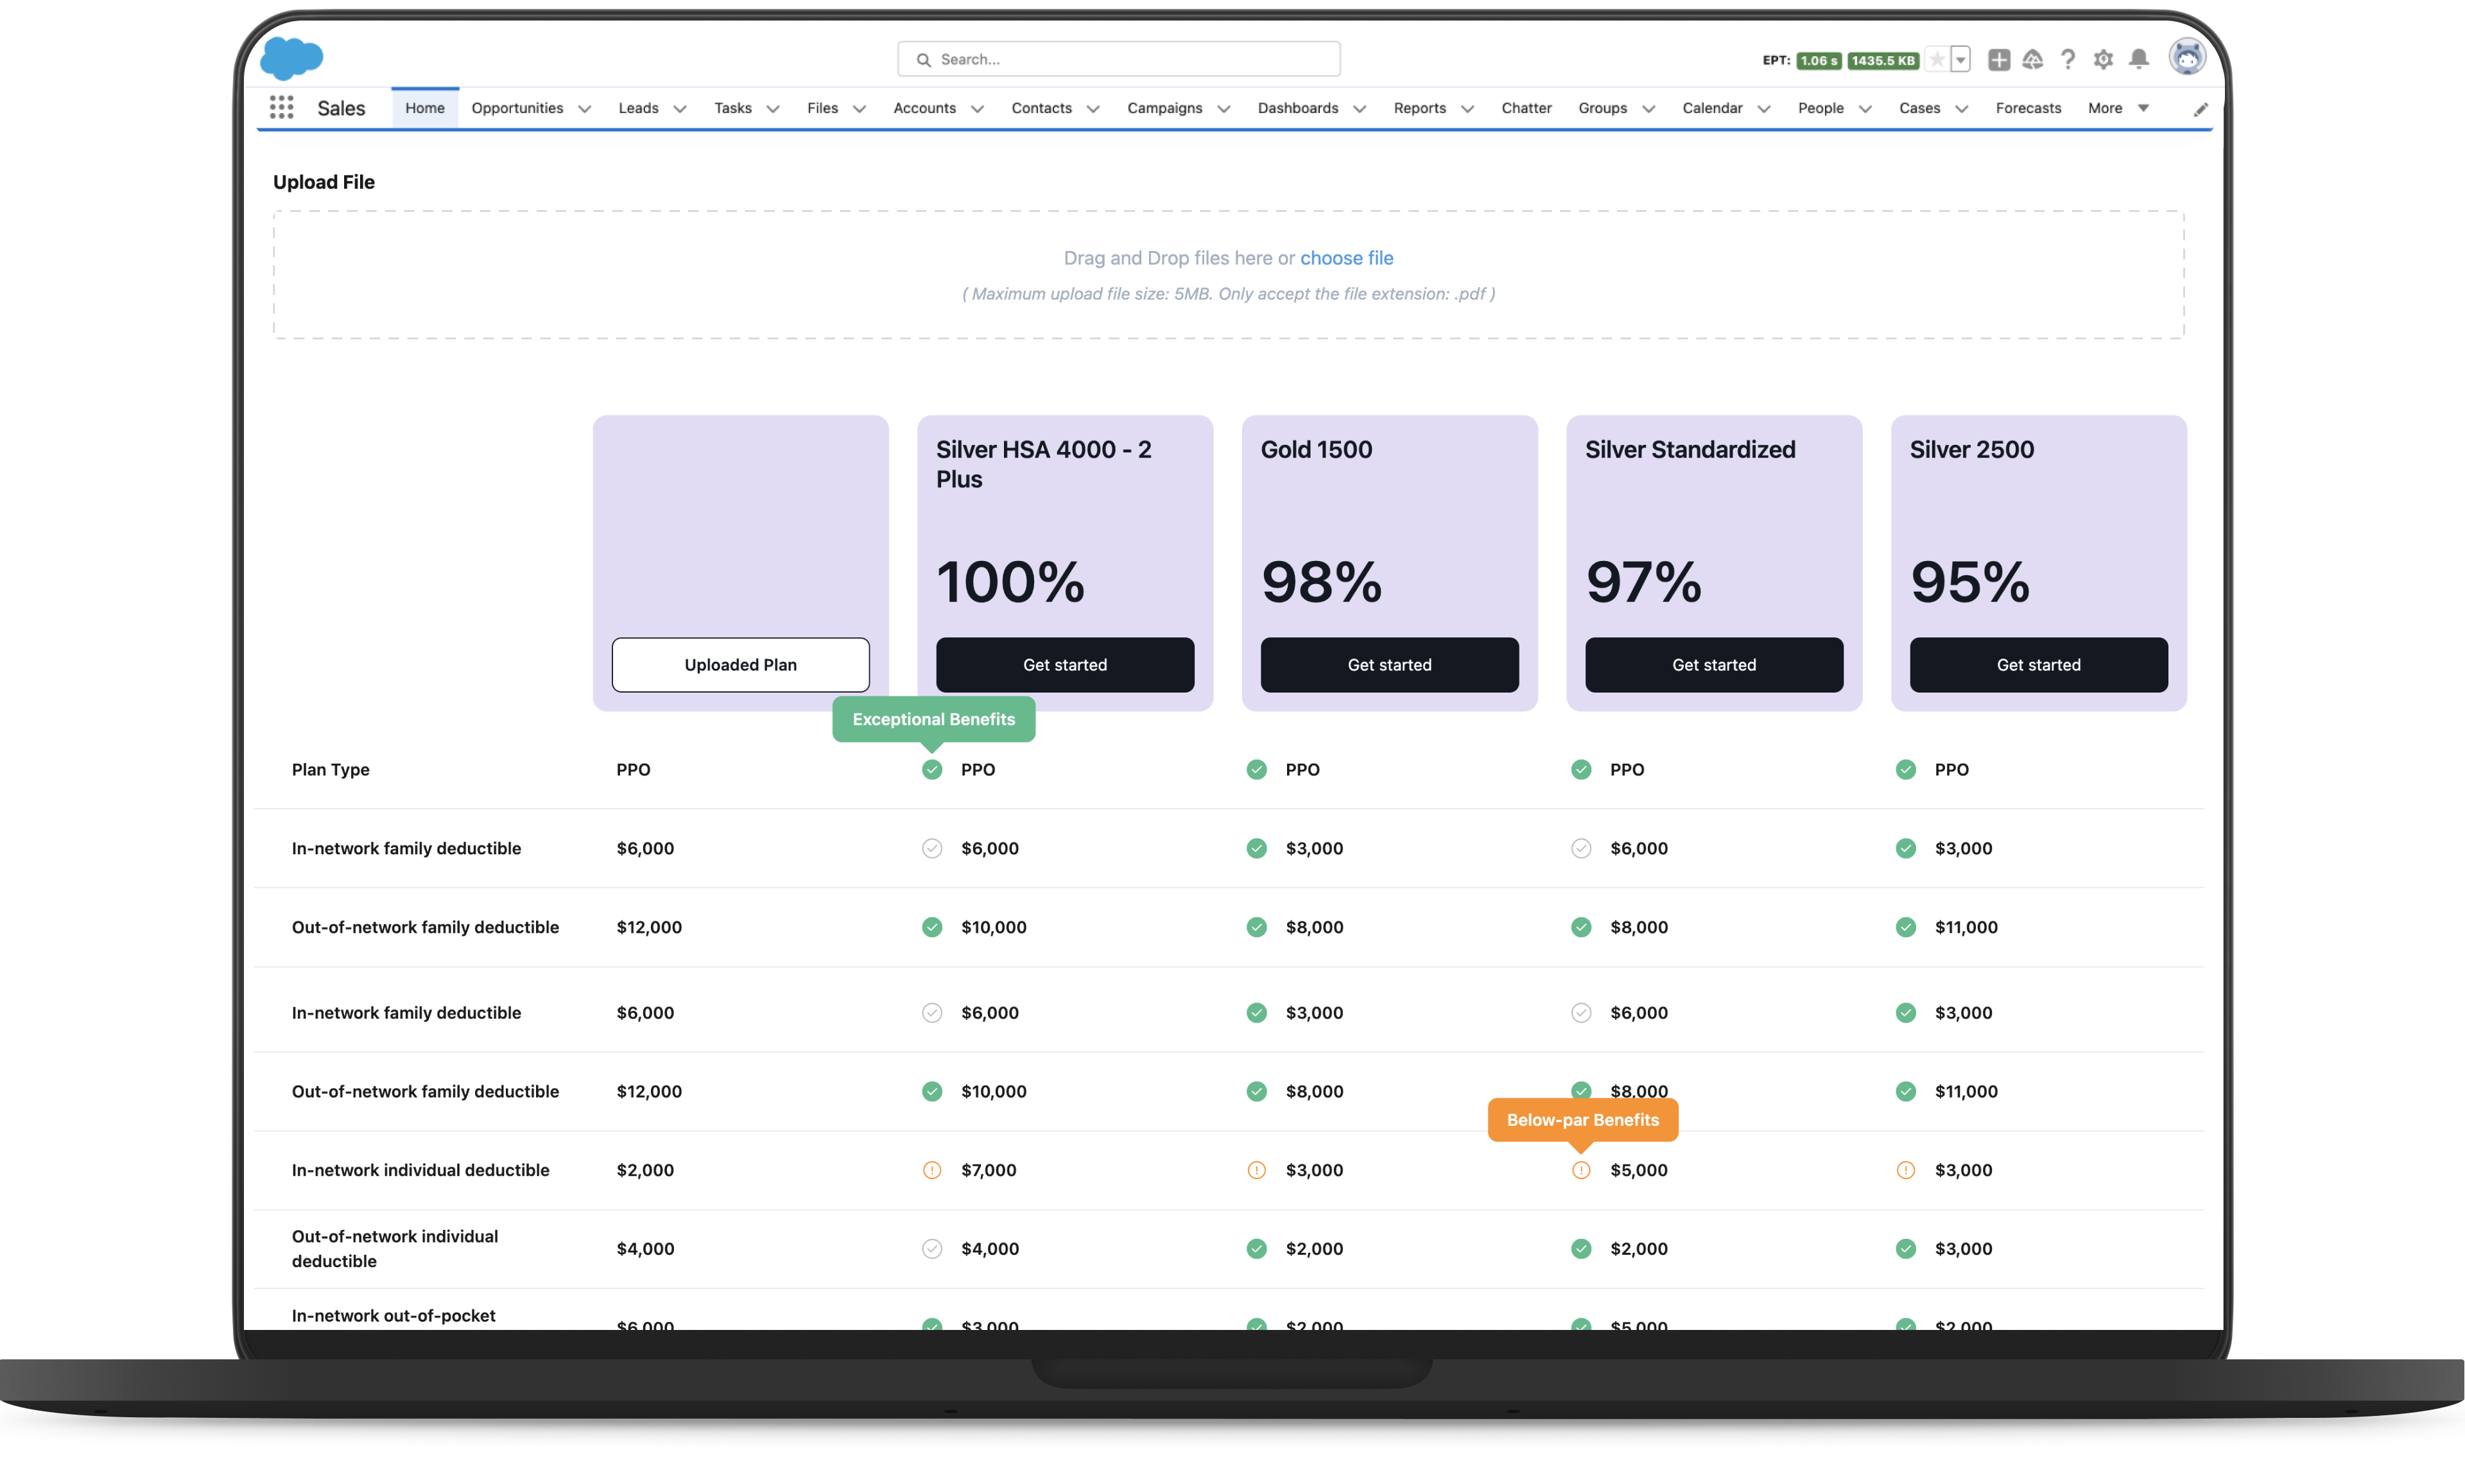 Search...
EPT: 1.06 s 1435.5 KB
Sales Home Opportunities Leads Tasks Files Accounts Contacts Campaigns Dashboards Reports Chatter Groups Calendar People Cases Forecasts More
Upload File
Drag and Drop files here or choose file
( Maximum upload file size: 5MB. Only accept the file extension: .pdf )
Silver HSA 4000 - 2
Plus
Gold 1500
Silver Standardized
Silver 2500
100% 98% 97% 95%
Uploaded Plan Get started Get started Get started Get started
Exceptional Benefits
Plan Type PPO PPO PPO PPO PPO
In-network family deductible $6,000 $6,000 $3,000 $6,000 $3,000
Out-of-network family deductible $12,000 $10,000 $8,000 $8,000 $11,000
In-network family deductible $6,000 $6,000 $3,000 $6,000 $3,000
Out-of-network family deductible $12,000 $10,000 $8,000 $8,000 $11,000
Below-par Benefits
In-network individual deductible $2,000 $7,000 $3,000 $5,000 $3,000
Out-of-network individual
deductible
$4,000 $4,000 $2,000 $2,000 $3,000
In-network out-of-pocket
$6,000 $3,000 $2,000 $5,000 $2,000